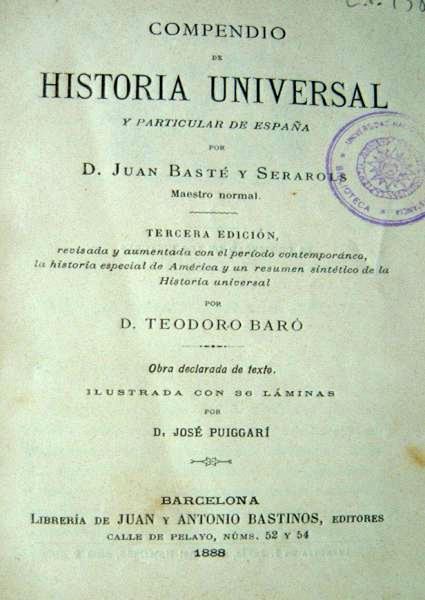 COMPENDIO
DE
HISTORIA UNIVERSAL
Y PARTICULAR DE ESPAÑA
POR
D. JUAN BASTÉ Y SERAROLS
Maestro normal.
TERCERA EDICIÓN,
revisada y aumentada con el período contemporáneo,
la historia especial de América y un resumen sintético de la
Historia universal
POR
D. TEODORO BARÓ
Obra declarada de texto.
ILUSTRADA CON 36 LÁMINAS
POR
D. JOSÉ PUIGGARÍ
BARCELONA
LIBRERÍA DE JUAN Y ANTONIO BASTINOS, EDITORES
CALLE DE PELAYO, NÚMS. 52 Y 54
1888
UNIVERSIDAD
BIBLIOTECA